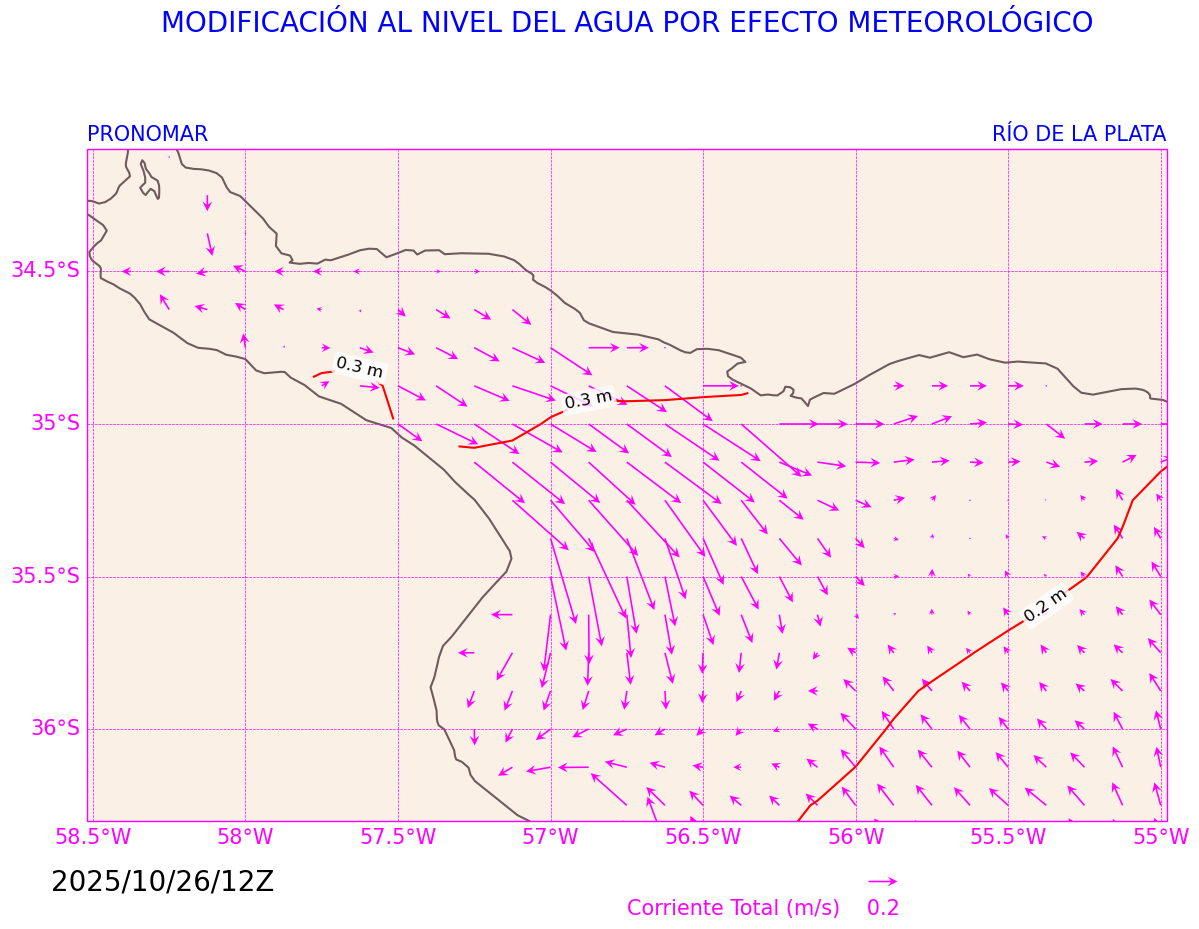 MODIFICACIÓN AL NIVEL DEL AGUA POR EFECTO METEOROLÓGICO
PRONOMAR
RÍO DE LA PLATA
34.5°S
0.3 m
0.3 m
35°S
35.5°S
0.2 m
36°S
58.5°W
58°W
57.5°W
57°W
56.5°W
56°W
55.5°W
55°W
2025/10/26/12Z
Corriente Total (m/s) 0.2